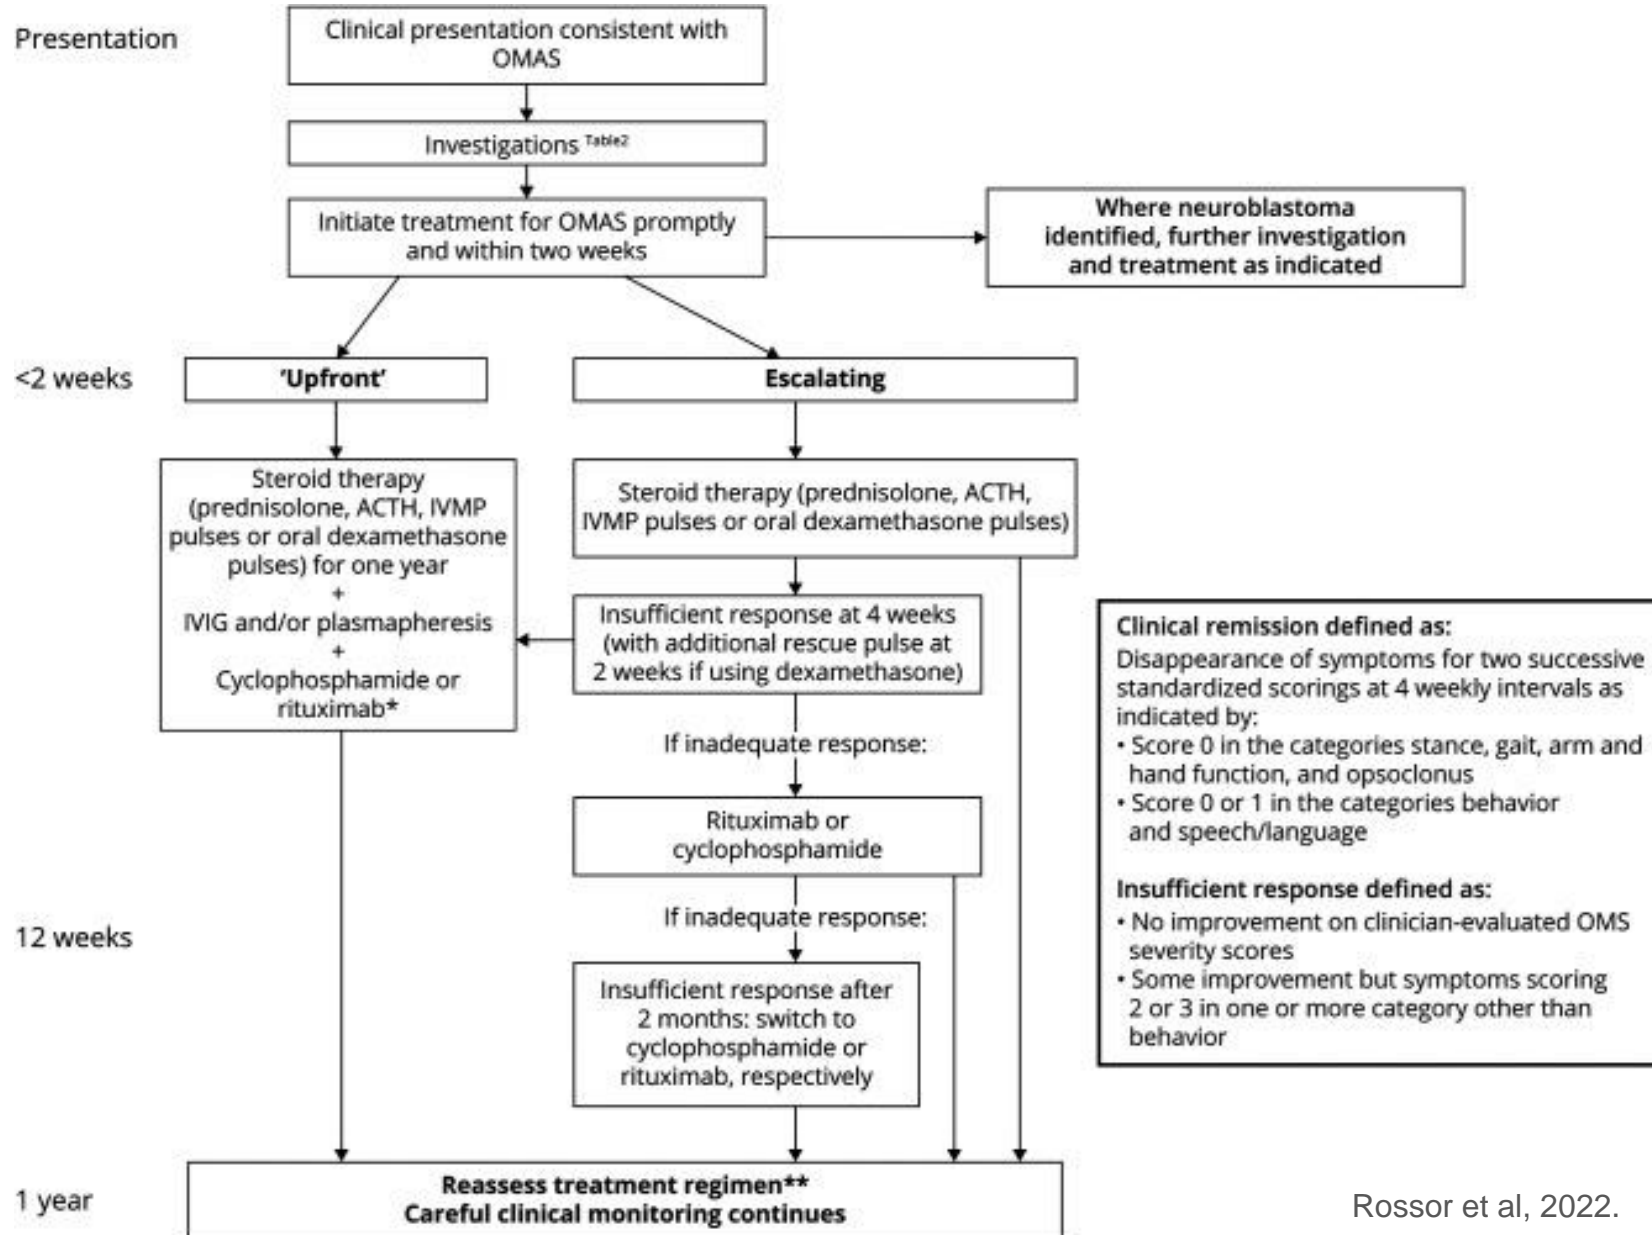 Presentation
Clinical presentation consistent with
OMAS
Investigations Table2
Initiate treatment for OMAS promptly
and within two weeks
Where neuroblastoma
identified, further investigation
and treatment as indicated
<2 weeks
'Upfront'
Escalating
Steroid therapy
(prednisolone, ACTH, IVMP
pulses or oral dexamethasone
pulses) for one year
+
IVIG and/or plasmapheresis
+
Cyclophosphamide or
rituximab*
Steroid therapy (prednisolone, ACTH,
IVMP pulses or oral dexamethasone pulses)
Insufficient response at 4 weeks
(with additional rescue pulse at
2 weeks if using dexamethasone)
If inadequate response:
Rituximab or
cyclophosphamide
If inadequate response:
12 weeks
Insufficient response after
2 months: switch to
cyclophosphamide or
rituximab, respectively
Clinical remission defined as:
Disappearance of symptoms for two successive
standardized scorings at 4 weekly intervals as
indicated by:
• Score 0 in the categories stance, gait, arm and
hand function, and opsoclonus
• Score 0 or 1 in the categories behavior
and speech/language
Insufficient response defined as:
• No improvement on clinician-evaluated OMS
severity scores
• Some improvement but symptoms scoring
2 or 3 in one or more category other than
behavior
1 year
Reassess treatment regimen**
Careful clinical monitoring continues
Rossor et al, 2022.